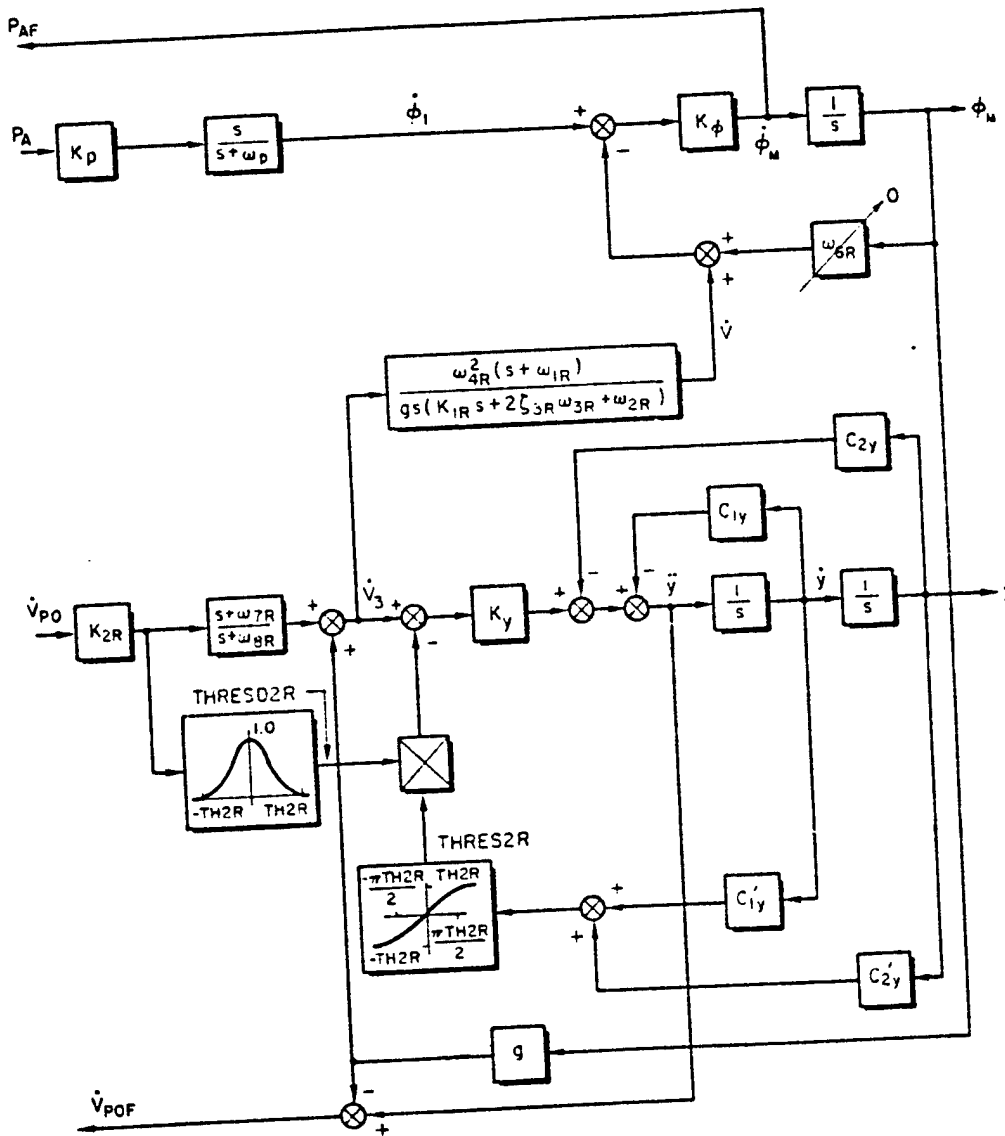 P_AF
P_A
K_p
s
s + ω_p
φ̇_1
+
-
K_ϕ
φ̇_M
1
s
ϕ_M
0
ω_6R
+
+
V̇
ω²_4R (s + ω_1R)
gs(K_1R s + 2ζ_3R ω_3R + ω_2R)
C_2y
C_1y
V̇_PO
K_2R
s + ω_7R
s + ω_8R
+
+
V̇_3
+
-
K_y
+
-
+
-
ÿ
1
s
ẏ
1
s
THRESD2R
1.0
-TH2R TH2R
THRES2R
-πTH2R
2
TH2R
πTH2R
2
-TH2R
+
+
C'_1y
C'_2y
g
-
+
V̇_POF